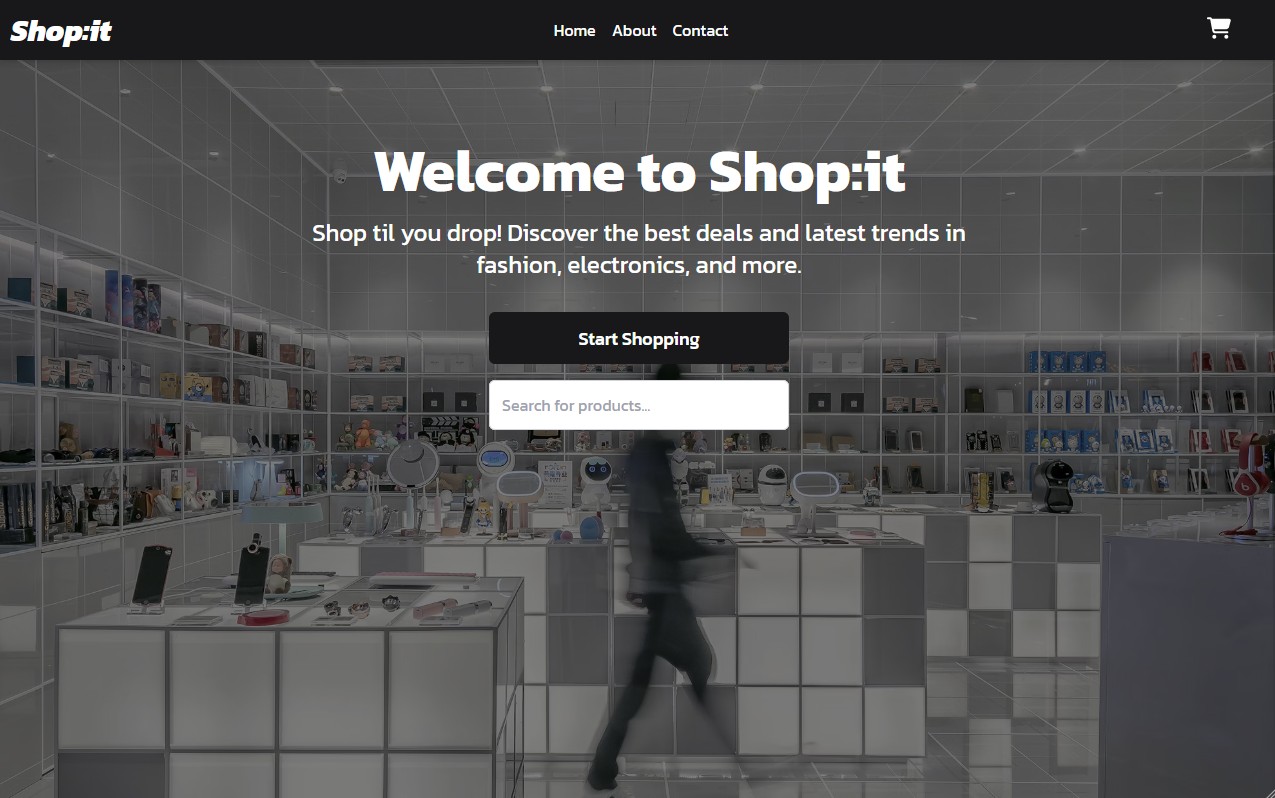 Shop:it
Home About Contact
Welcome to Shop:it
Shop til you drop! Discover the best deals and latest trends in
fashion, electronics, and more.
Start Shopping
Search for products...